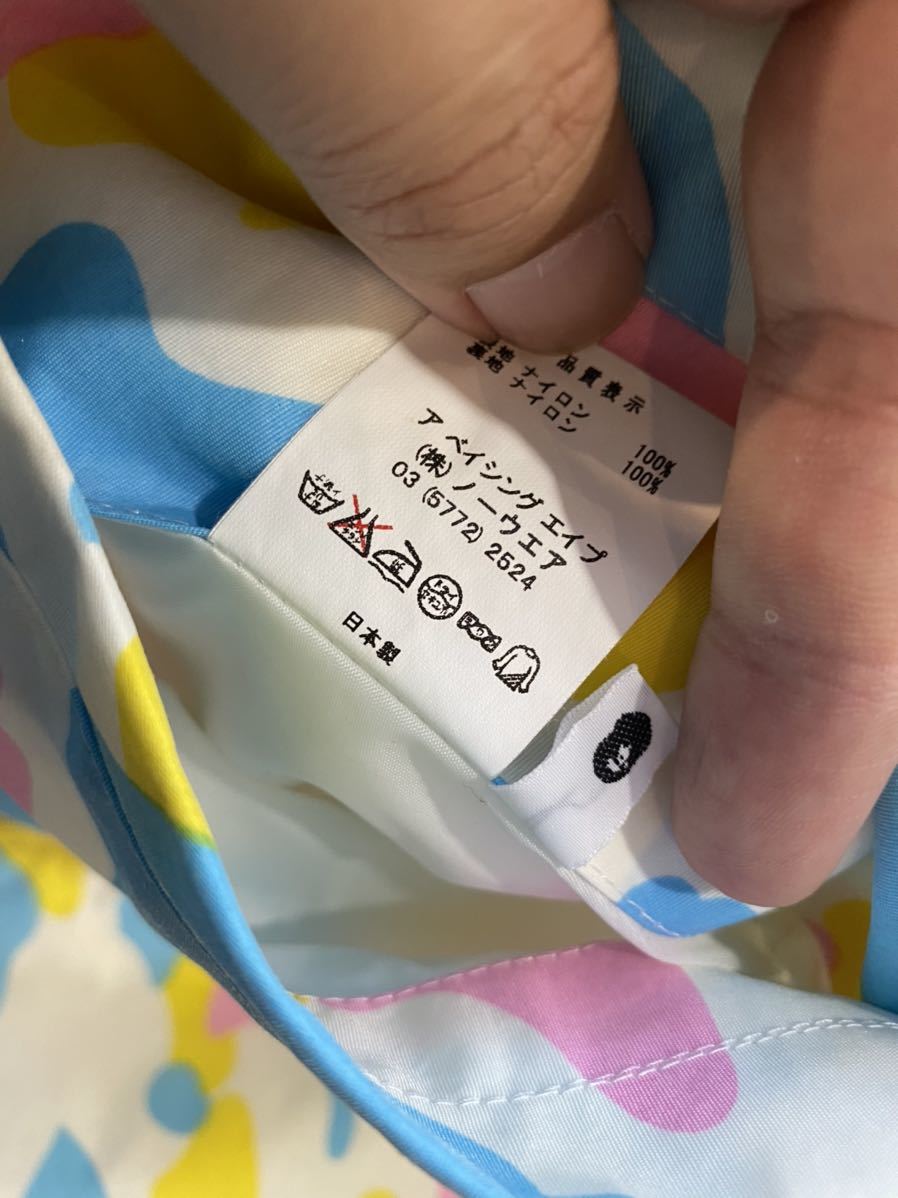 品質表示
表地 ナイロン 100%
裏地 ナイロン 100%
ア ベイシング エイプ
(株)ノーウエア
03 (5772) 2524
日本製